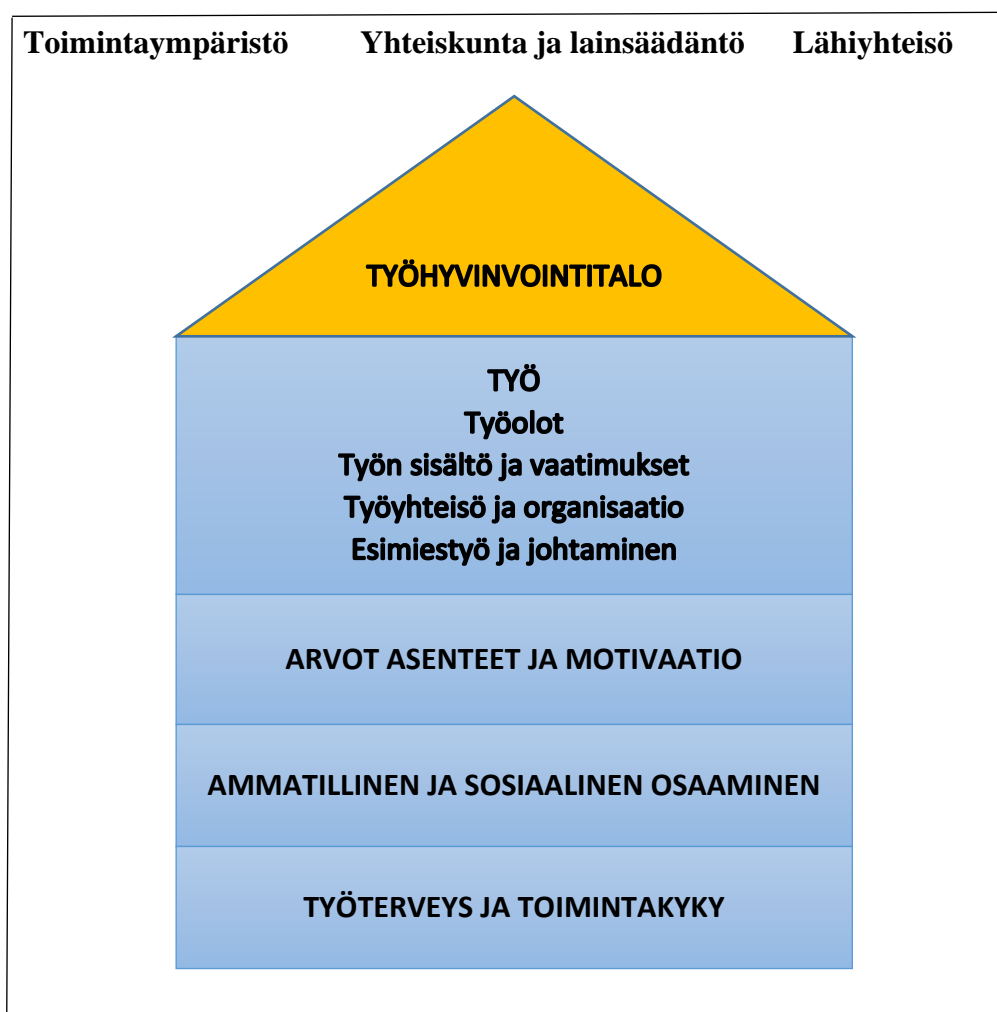 Toimintaympäristö Yhteiskunta ja lainsäädäntö Lähiyhteisö
TYÖHYVINVOINTITALO
TYÖ
Työolot
Työn sisältö ja vaatimukset
Työyhteisö ja organisaatio
Esimiestyö ja johtaminen
ARVOT ASENTEET JA MOTIVAATIO
AMMATILLINEN JA SOSIAALINEN OSAAMINEN
TYÖTERVEYS JA TOIMINTAKYKY